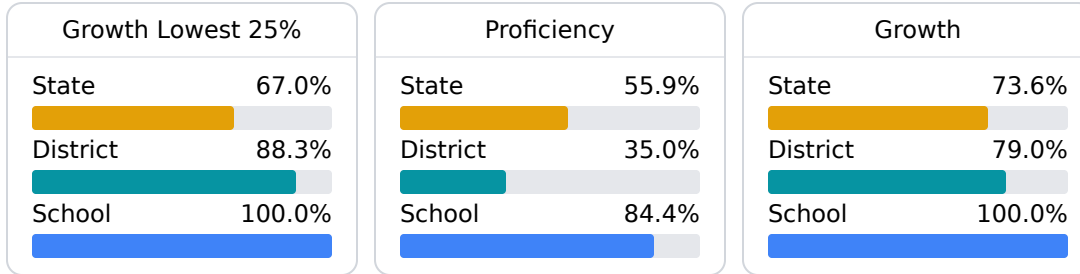 Growth Lowest 25%
State 67.0%
District 88.3%
School 100.0%
Proficiency
State 55.9%
District 35.0%
School 84.4%
Growth
State 73.6%
District 79.0%
School 100.0%